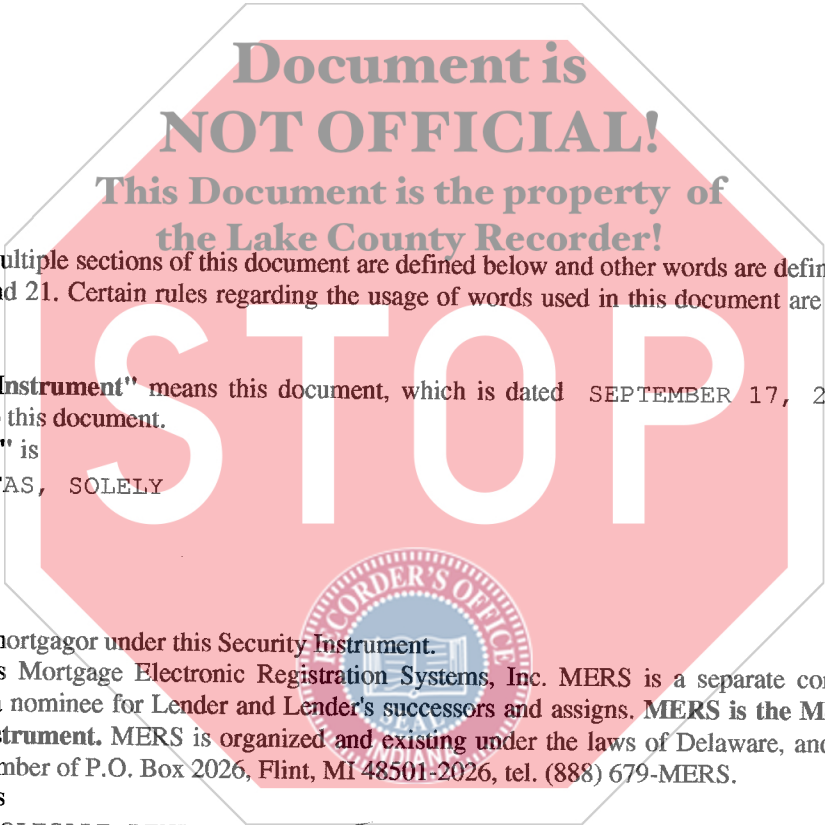 Document is
NOT OFFICIAL!
This Document is the property of
the Lake County Recorder!
ultiple sections of this document are defined below and other words are defin
nd 21. Certain rules regarding the usage of words used in this document are
STOP
Instrument" means this document, which is dated SEPTEMBER 17, 2
this document.
" is
TAS, SOLELY
RECORDER'S OFFICE
SEAL
INDIANA
mortgagor under this Security Instrument.
s Mortgage Electronic Registration Systems, Inc. MERS is a separate co
a nominee for Lender and Lender's successors and assigns. MERS is the M
strument. MERS is organized and existing under the laws of Delaware, and
mber of P.O. Box 2026, Flint, MI 48501-2026, tel. (888) 679-MERS.
s